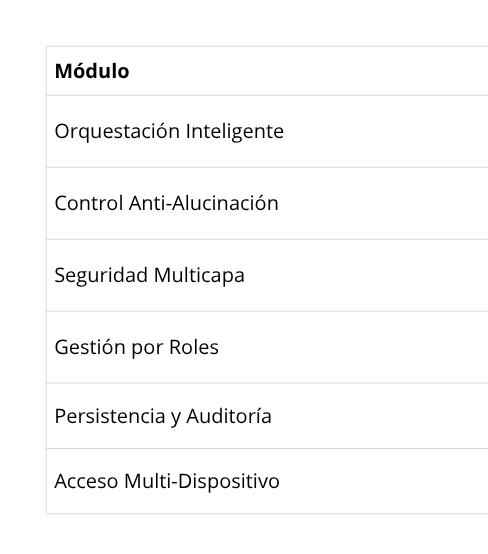 Módulo
Orquestación Inteligente
Control Anti-Alucinación
Seguridad Multicapa
Gestión por Roles
Persistencia y Auditoría
Acceso Multi-Dispositivo